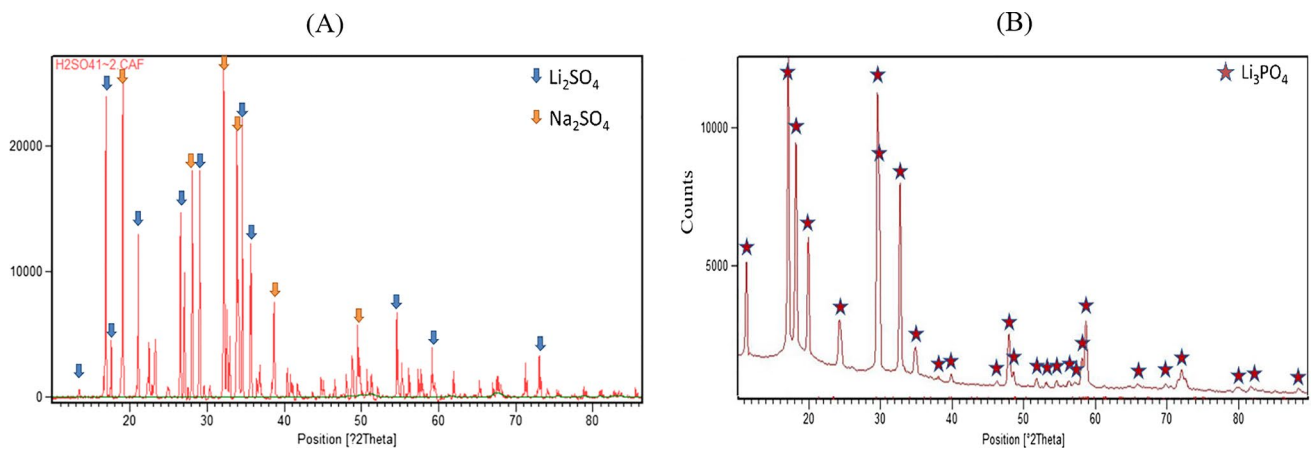 (A)
(B)
H2SO41~2.CAF
Li₂SO₄
Na₂SO₄
20000
10000
0
20 30 40 50 60 70 80
Position [?2Theta]
Li₃PO₄
Counts
10000
5000
20 30 40 50 60 70 80
Position [°2Theta]